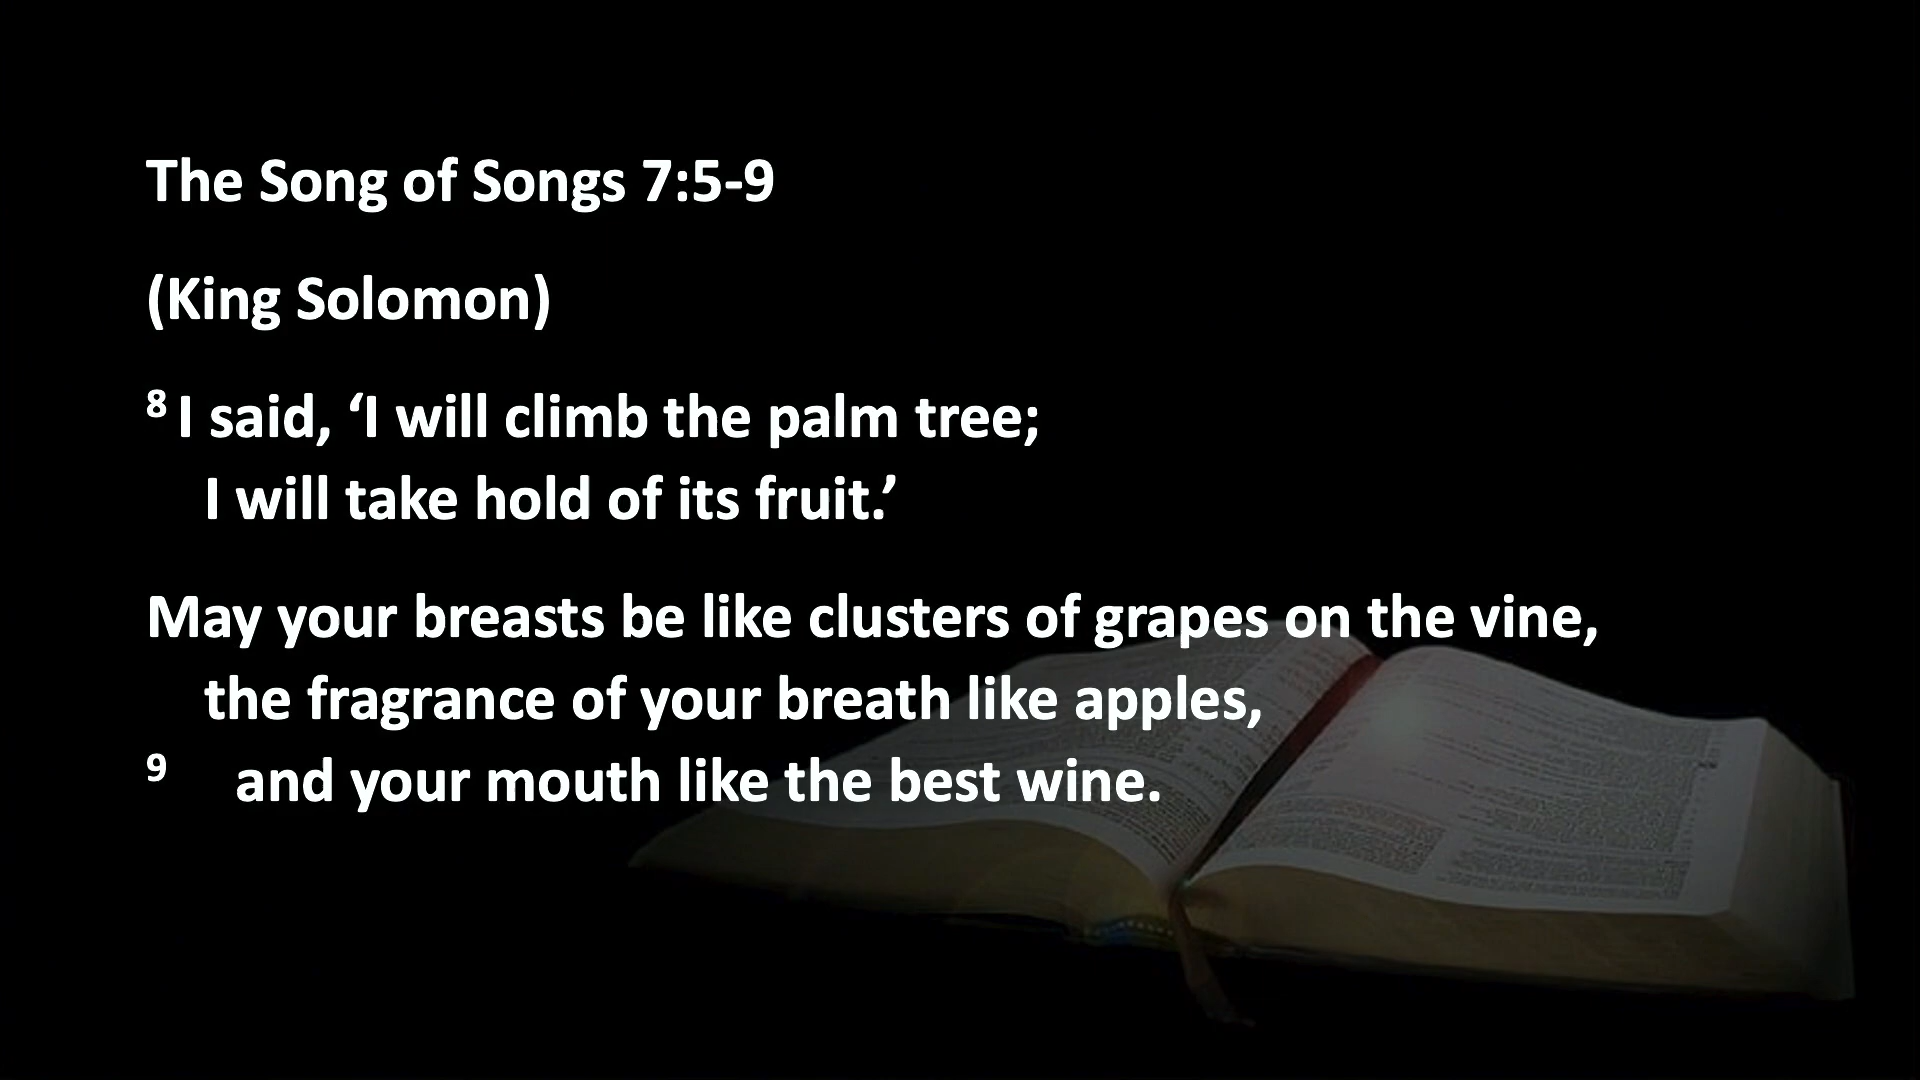 The Song of Songs 7:5-9
(King Solomon)
8 I said, ‘I will climb the palm tree;
I will take hold of its fruit.’
May your breasts be like clusters of grapes on the vine,
the fragrance of your breath like apples,
9 and your mouth like the best wine.